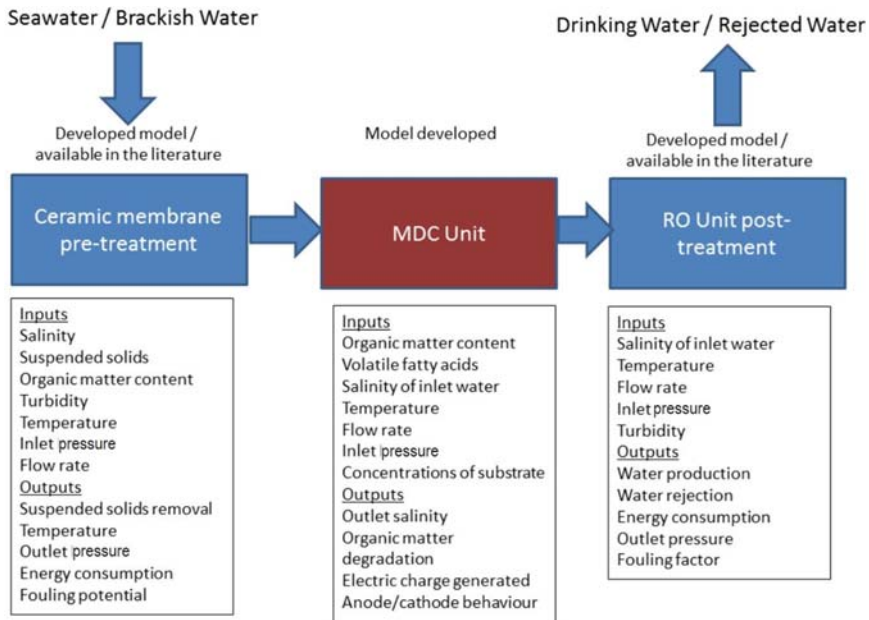 Seawater / Brackish Water
Drinking Water / Rejected Water
Developed model /
available in the literature
Model developed
Developed model /
available in the literature
Ceramic membrane
pre-treatment
MDC Unit
RO Unit post-
treatment
Inputs
Salinity
Suspended solids
Organic matter content
Turbidity
Temperature
Inlet pressure
Flow rate
Outputs
Suspended solids removal
Temperature
Outlet pressure
Energy consumption
Fouling potential
Inputs
Organic matter content
Volatile fatty acids
Salinity of inlet water
Temperature
Flow rate
Inlet pressure
Concentrations of substrate
Outputs
Outlet salinity
Organic matter
degradation
Electric charge generated
Anode/cathode behaviour
Inputs
Salinity of inlet water
Temperature
Flow rate
Inlet pressure
Turbidity
Outputs
Water production
Water rejection
Energy consumption
Outlet pressure
Fouling factor